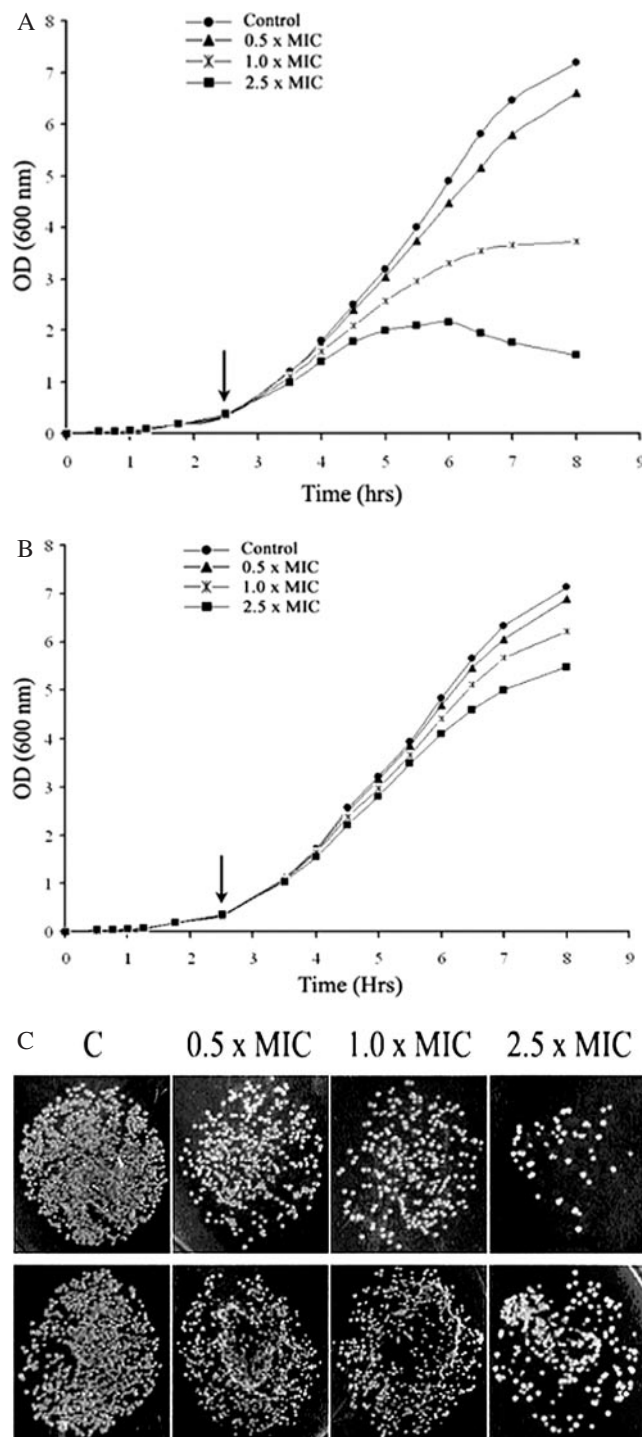 A
Control
0.5 x MIC
1.0 x MIC
2.5 x MIC
8
7
6
5
4
3
2
1
0
OD (600 nm)
0 1 2 3 4 5 6 7 8 9
Time (hrs)
B
Control
0.5 x MIC
1.0 x MIC
2.5 x MIC
8
7
6
5
4
3
2
1
0
OD (600 nm)
0 1 2 3 4 5 6 7 8 9
Time (Hrs)
C
C 0.5 x MIC 1.0 x MIC 2.5 x MIC